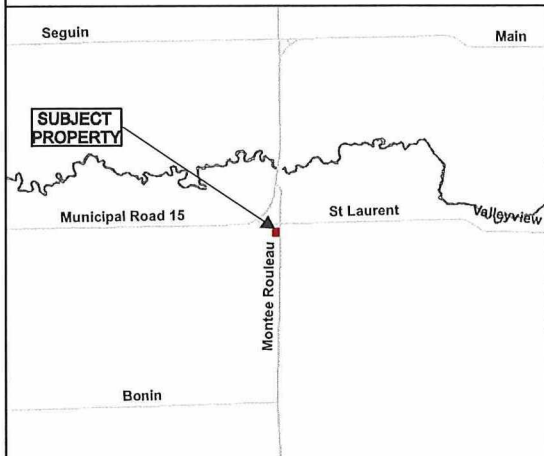 Seguin
Main
SUBJECT
PROPERTY
Municipal Road 15
St Laurent
Valleyview
Montee Rouleau
Bonin